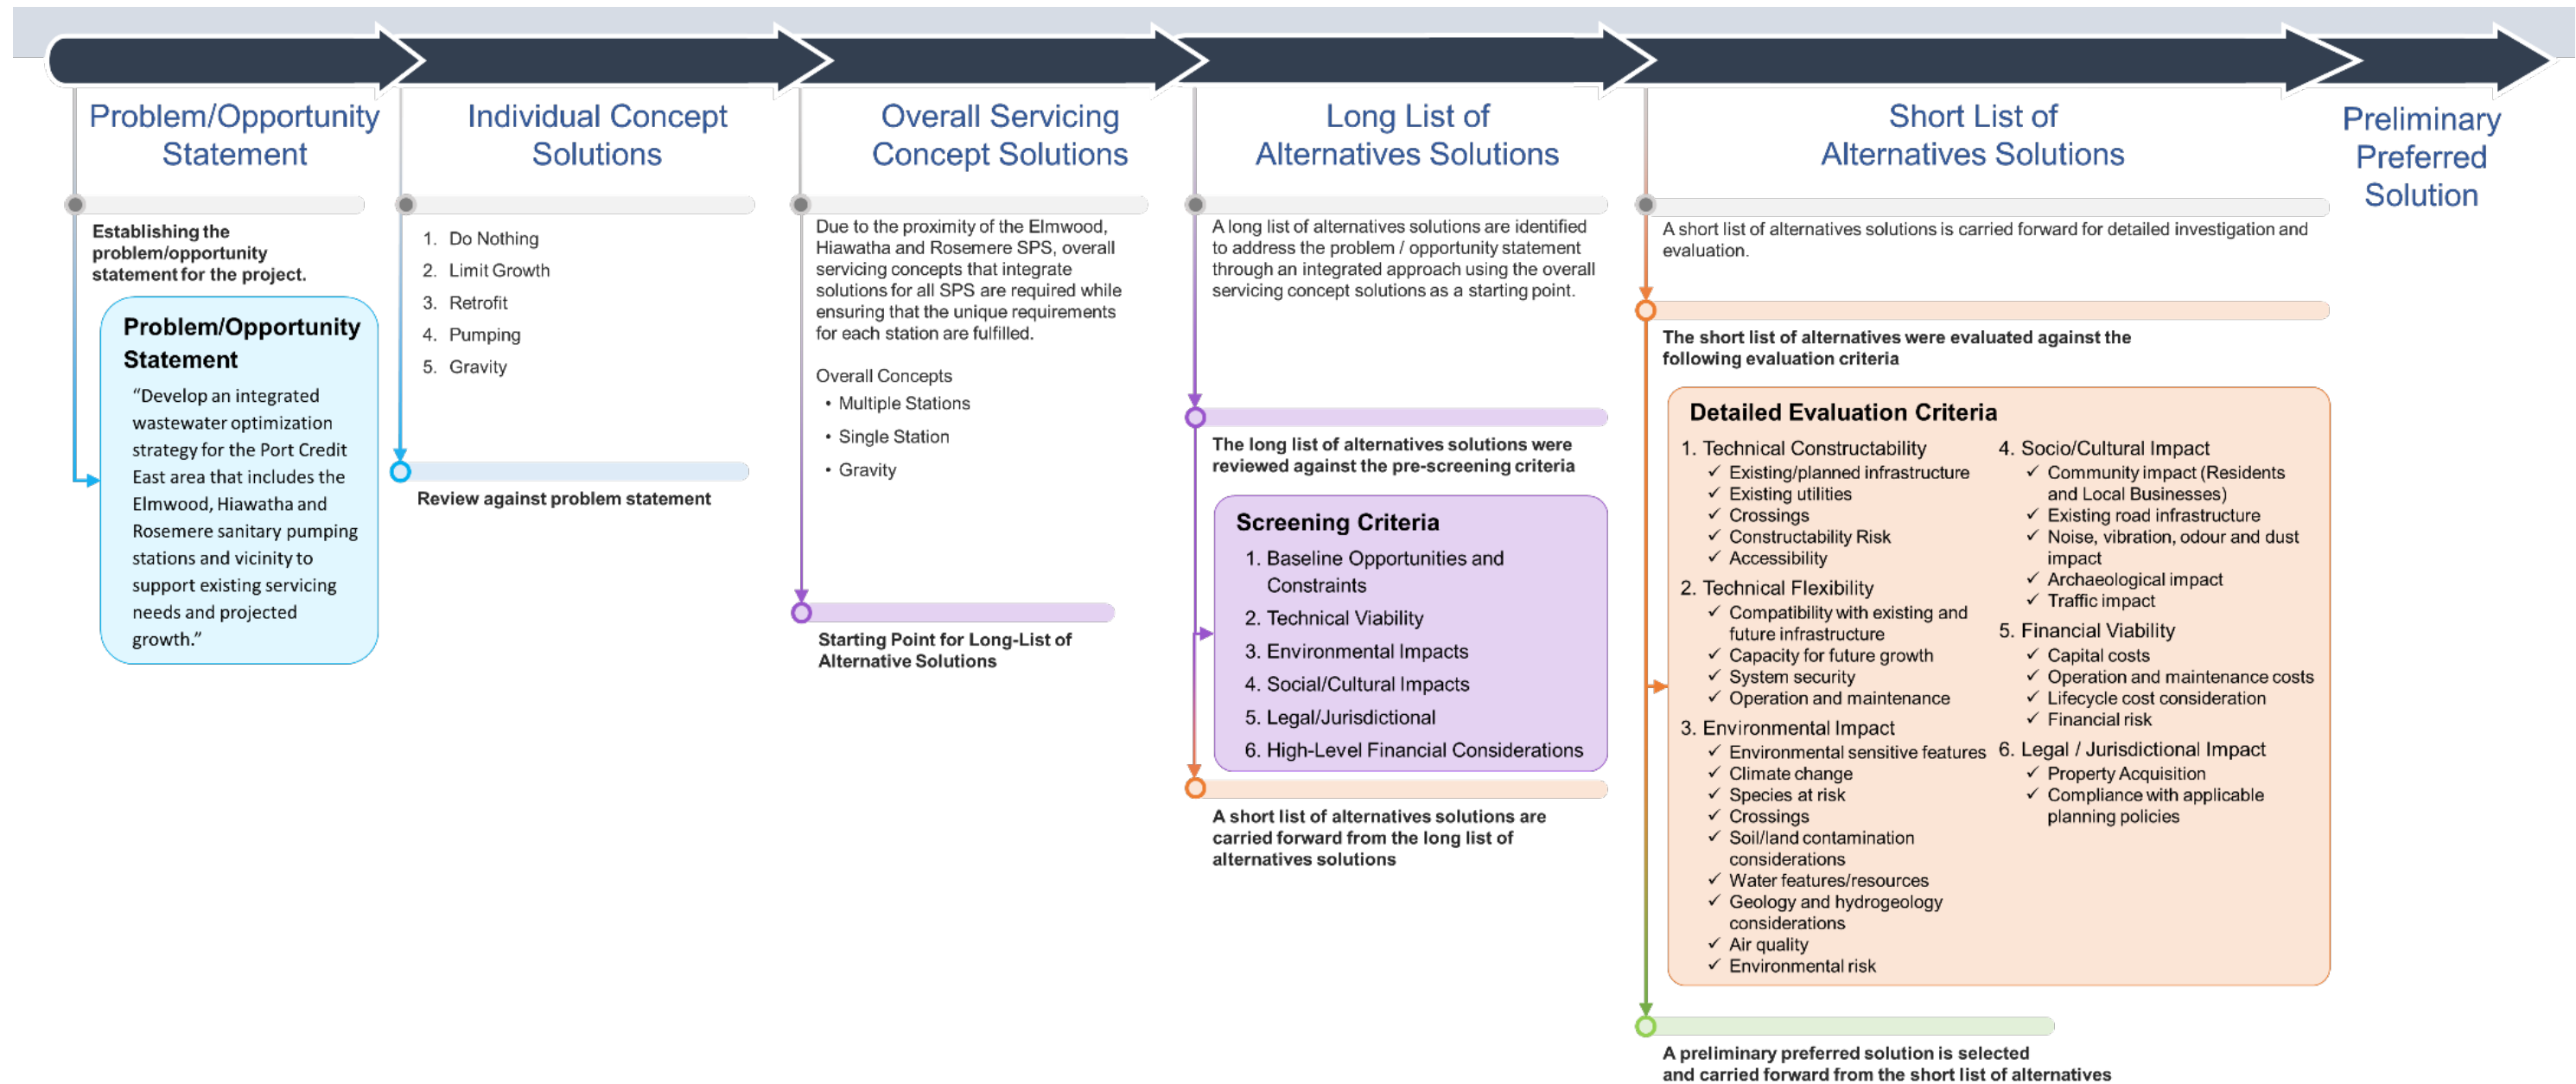 Problem/Opportunity
Statement
Establishing the
problem/opportunity
statement for the project.
Problem/Opportunity
Statement
“Develop an integrated
wastewater optimization
strategy for the Port Credit
East area that includes the
Elmwood, Hiawatha and
Rosemere sanitary pumping
stations and vicinity to
support existing servicing
needs and projected
growth.”
Individual Concept
Solutions
1. Do Nothing
2. Limit Growth
3. Retrofit
4. Pumping
5. Gravity
Review against problem statement
Overall Servicing
Concept Solutions
Due to the proximity of the Elmwood,
Hiawatha and Rosemere SPS, overall
servicing concepts that integrate
solutions for all SPS are required while
ensuring that the unique requirements
for each station are fulfilled.
Overall Concepts
• Multiple Stations
• Single Station
• Gravity
Starting Point for Long-List of
Alternative Solutions
Long List of
Alternatives Solutions
A long list of alternatives solutions are identified
to address the problem / opportunity statement
through an integrated approach using the overall
servicing concept solutions as a starting point.
The long list of alternatives solutions were
reviewed against the pre-screening criteria
Screening Criteria
1. Baseline Opportunities and
Constraints
2. Technical Viability
3. Environmental Impacts
4. Social/Cultural Impacts
5. Legal/Jurisdictional
6. High-Level Financial Considerations
A short list of alternatives solutions are
carried forward from the long list of
alternatives solutions
Short List of
Alternatives Solutions
A short list of alternatives solutions is carried forward for detailed investigation and
evaluation.
The short list of alternatives were evaluated against the
following evaluation criteria
Detailed Evaluation Criteria
1. Technical Constructability
✓ Existing/planned infrastructure
✓ Existing utilities
✓ Crossings
✓ Constructability Risk
✓ Accessibility
2. Technical Flexibility
✓ Compatibility with existing and
future infrastructure
✓ Capacity for future growth
✓ System security
✓ Operation and maintenance
3. Environmental Impact
✓ Environmental sensitive features
✓ Climate change
✓ Species at risk
✓ Crossings
✓ Soil/land contamination
considerations
✓ Water features/resources
✓ Geology and hydrogeology
considerations
✓ Air quality
✓ Environmental risk
4. Socio/Cultural Impact
✓ Community impact (Residents
and Local Businesses)
✓ Existing road infrastructure
✓ Noise, vibration, odour and dust
impact
✓ Archaeological impact
✓ Traffic impact
5. Financial Viability
✓ Capital costs
✓ Operation and maintenance costs
✓ Lifecycle cost consideration
✓ Financial risk
6. Legal / Jurisdictional Impact
✓ Property Acquisition
✓ Compliance with applicable
planning policies
A preliminary preferred solution is selected
and carried forward from the short list of alternatives
Preliminary
Preferred
Solution